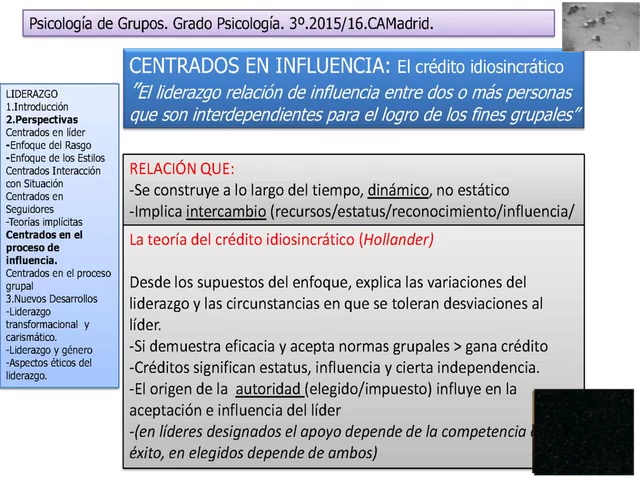 Psicología de Grupos. Grado Psicología. 3º.2015/16.CAMadrid.
CENTRADOS EN INFLUENCIA: El crédito idiosincrático
"El liderazgo relación de influencia entre dos o más personas
que son interdependientes para el logro de los fines grupales"
LIDERAZGO
1.Introducción
2.Perspectivas
Centrados en líder
-Enfoque del Rasgo
-Enfoque de los Estilos
Centrados Interacción
con Situación
Centrados en
Seguidores
-Teorías implícitas
Centrados en el
proceso de
influencia.
Centrados en el proceso
grupal
3.Nuevos Desarrollos
-Liderazgo
transformacional y
carismático.
-Liderazgo y género
-Aspectos éticos del
liderazgo.
RELACIÓN QUE:
-Se construye a lo largo del tiempo, dinámico, no estático
-Implica intercambio (recursos/estatus/reconocimiento/influencia/
La teoría del crédito idiosincrático (Hollander)
Desde los supuestos del enfoque, explica las variaciones del
liderazgo y las circunstancias en que se toleran desviaciones al
líder.
-Si demuestra eficacia y acepta normas grupales > gana crédito
-Créditos significan estatus, influencia y cierta independencia.
-El origen de la autoridad (elegido/impuesto) influye en la
aceptación e influencia del líder
-(en líderes designados el apoyo depende de la competencia
éxito, en elegidos depende de ambos)